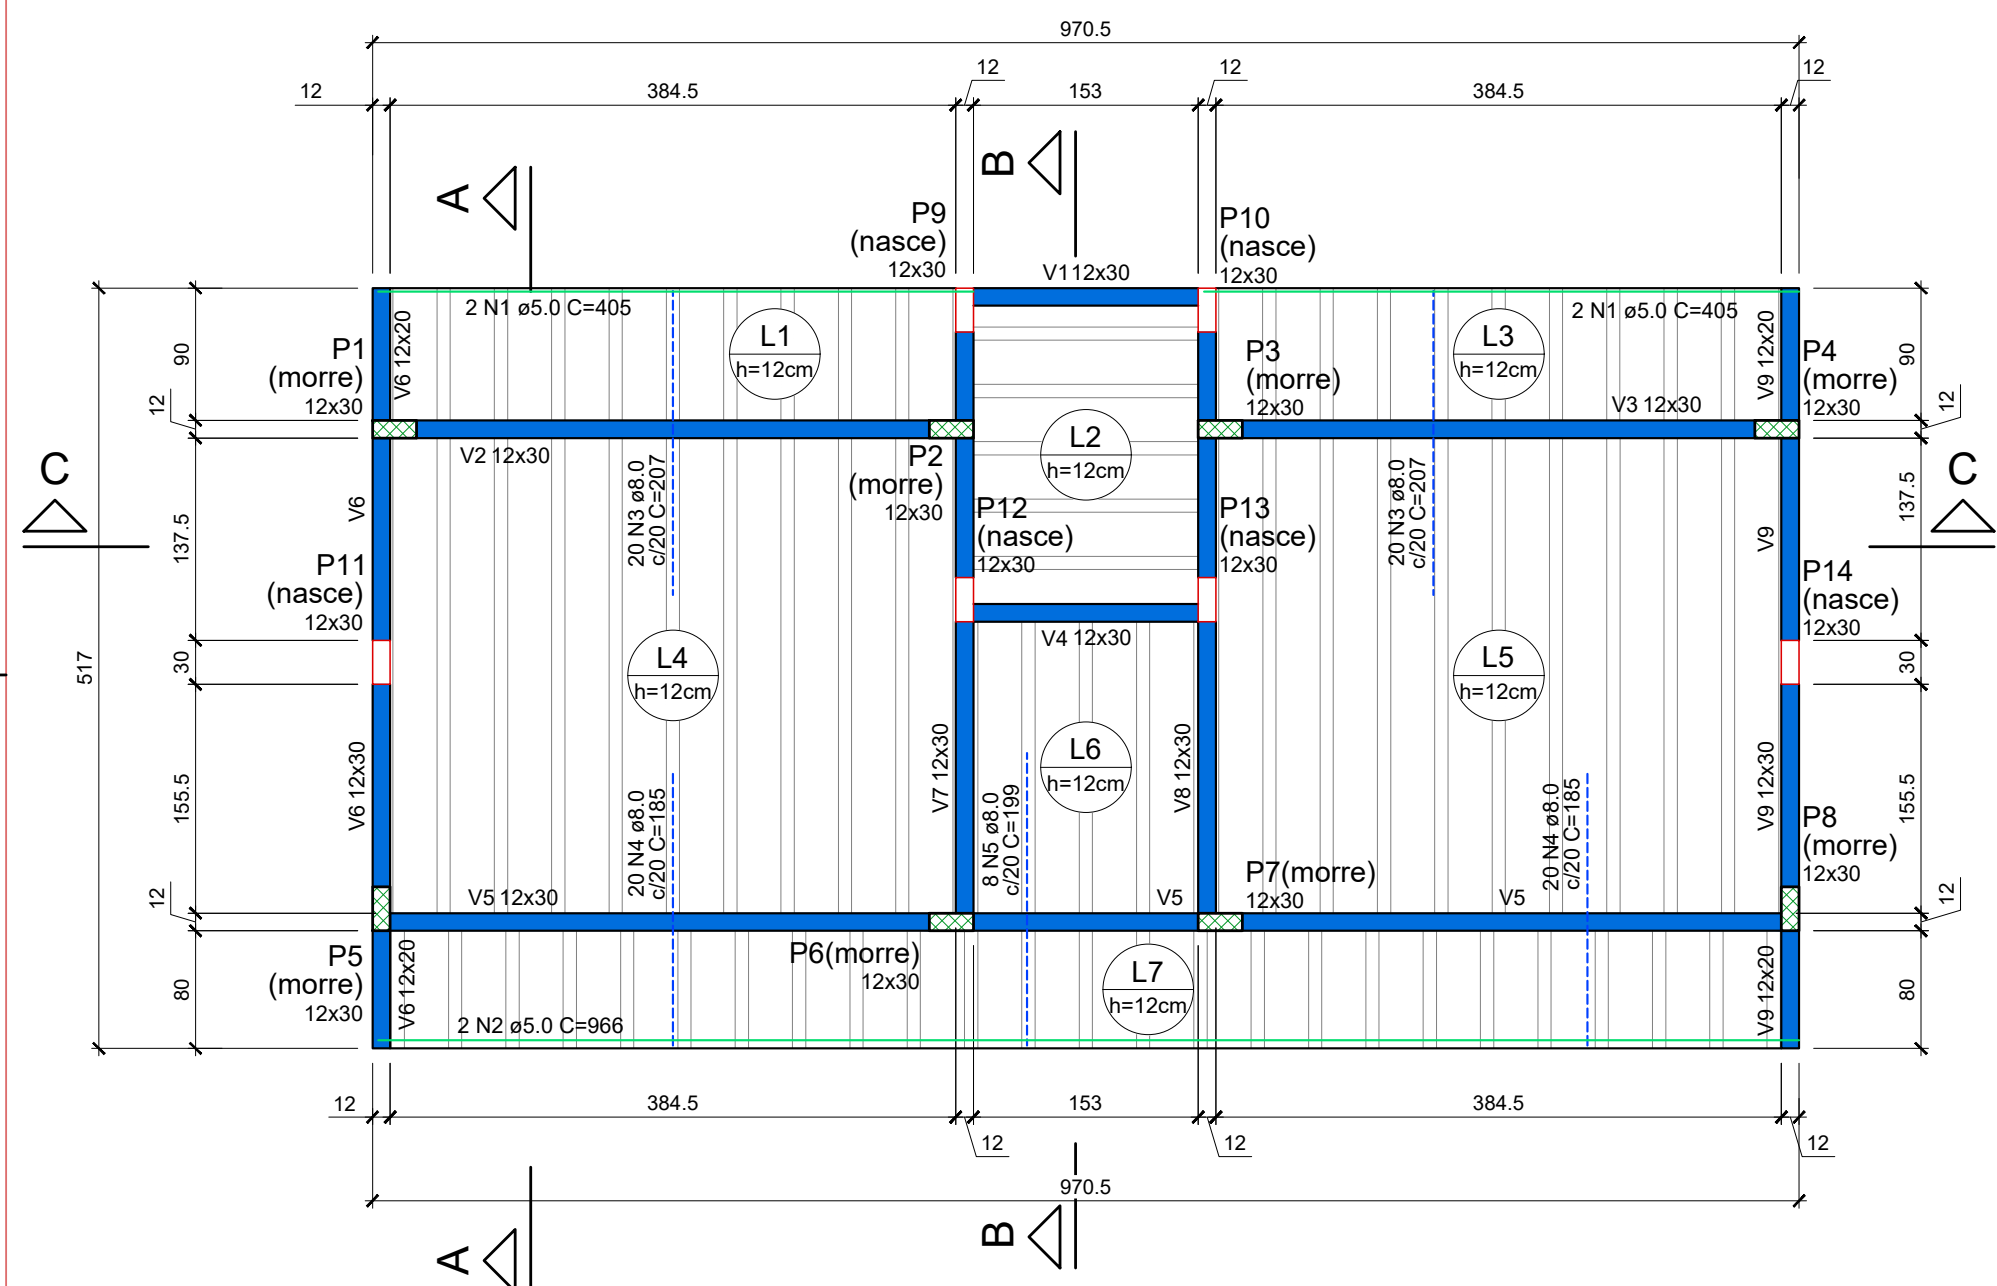 970.5
12
384.5
12
153
12
384.5
12
A
B
P9
(nasce)
12x30
P10
(nasce)
12x30
V1 12x30
2 N1 ø5.0 C=405
2 N1 ø5.0 C=405
L1
h=12cm
L3
h=12cm
P1
(morre)
12x30
V6 12x20
P3
(morre)
12x30
V9 12x20
P4
(morre)
12x30
90
12
90
12
V3 12x30
V2 12x30
L2
h=12cm
P2
(morre)
12x30
C
C
20 N3 ø8.0
c/20 C=207
20 N3 ø8.0
c/20 C=207
V6
V9
137.5
137.5
P12
(nasce)
12x30
P13
(nasce)
12x30
P11
(nasce)
12x30
P14
(nasce)
12x30
V4 12x30
517
30
30
L4
h=12cm
L5
h=12cm
L6
h=12cm
V6 12x30
V7 12x30
V8 12x30
V9 12x30
155.5
155.5
20 N4 ø8.0
c/20 C=185
8 N5 ø8.0
c/20 C=199
20 N4 ø8.0
c/20 C=185
P8
(morre)
12x30
P7(morre)
12x30
V5 12x30
V5
V5
12
12
P5
(morre)
12x30
V6 12x20
P6(morre)
12x30
L7
h=12cm
V9 12x20
80
80
2 N2 ø5.0 C=966
12
384.5
12
153
12
384.5
12
970.5
A
B